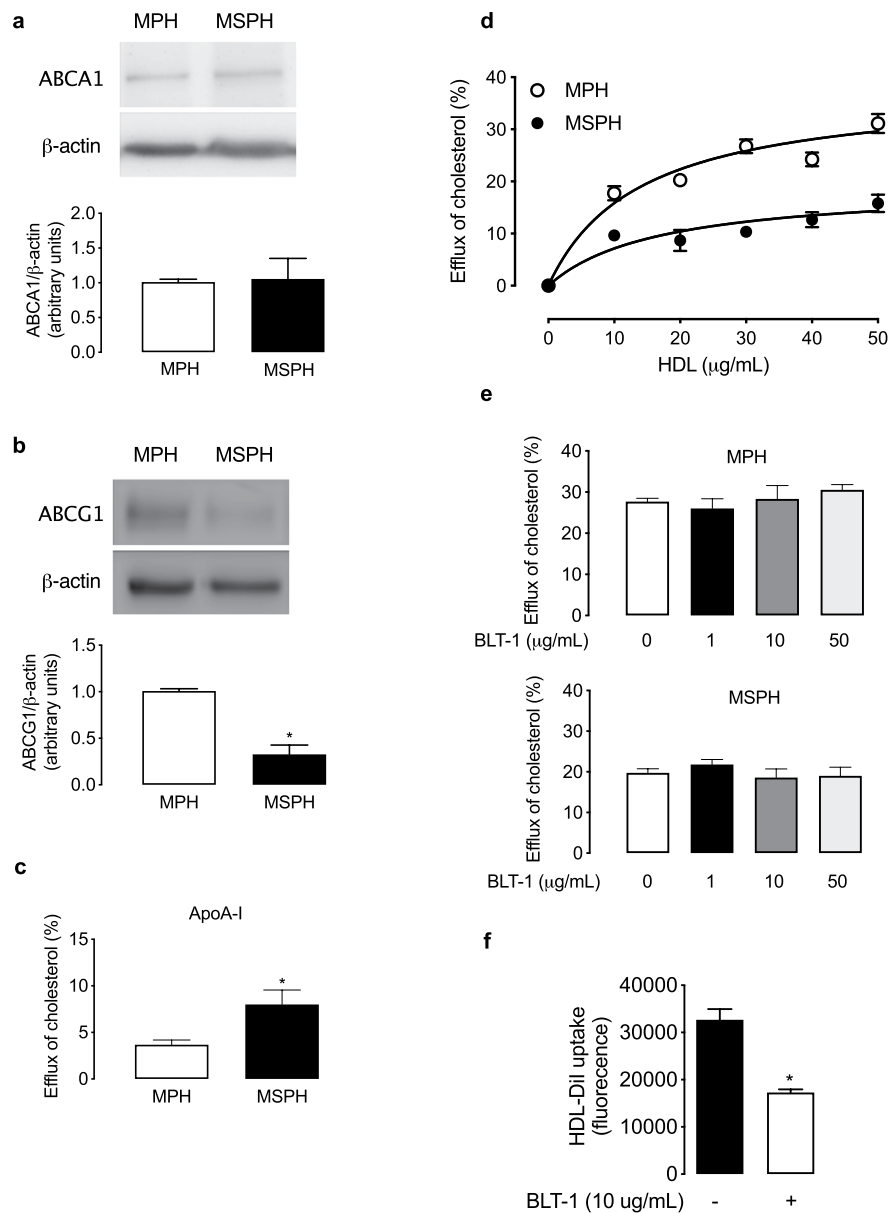 a
MPH MSPH
ABCA1
β-actin
ABCA1/β-actin
(arbitrary units)
2.0
1.5
1.0
0.5
0.0
MPH MSPH
b
MPH MSPH
ABCG1
β-actin
ABCG1/β-actin
(arbitrary units)
1.5
1.0
0.5
0.0
*
MPH MSPH
c
ApoA-I
Efflux of cholesterol (%)
15
10
5
0
*
MPH MSPH
d
Efflux of cholesterol (%)
40
30
20
10
0
MPH
MSPH
0 10 20 30 40 50
HDL (μg/mL)
e
MPH
Efflux of cholesterol (%)
40
30
20
10
0
BLT-1 (μg/mL) 0 1 10 50
MSPH
Efflux of cholesterol (%)
40
30
20
10
0
BLT-1 (μg/mL) 0 1 10 50
f
HDL-Dil uptake
(fluorecence)
40000
30000
20000
10000
0
*
BLT-1 (10 ug/mL) - +